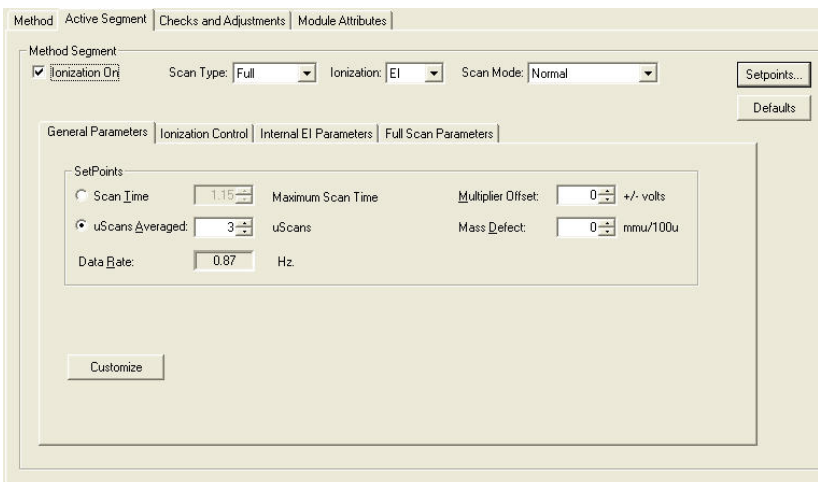 Method Active Segment Checks and Adjustments Module Attributes
Method Segment
Ionization On Scan Type: Full Ionization: EI Scan Mode: Normal Setpoints...
Defaults
General Parameters Ionization Control Internal EI Parameters Full Scan Parameters
SetPoints
Scan Time 1.15 Maximum Scan Time Multiplier Offset: 0 +/- volts
uScans Averaged: 3 uScans Mass Defect: 0 mmu/100u
Data Rate: 0.87 Hz.
Customize